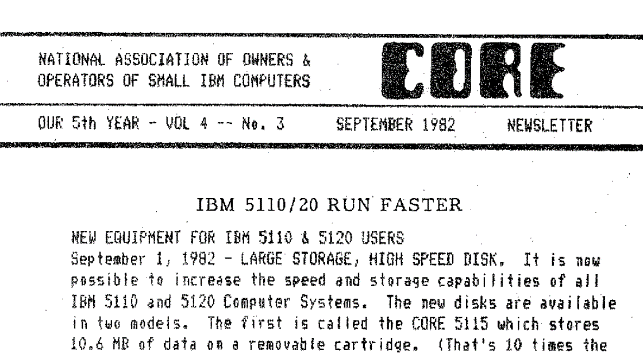 NATIONAL ASSOCIATION OF OWNERS &
OPERATORS OF SMALL IBM COMPUTERS
CORE
OUR 5th YEAR - VOL 4 -- No. 3 SEPTEMBER 1982 NEWSLETTER
IBM 5110/20 RUN FASTER
NEW EQUIPMENT FOR IBM 5110 & 5120 USERS
September 1, 1982 - LARGE STORAGE, HIGH SPEED DISK. It is now
possible to increase the speed and storage capabilities of all
IBM 5110 and 5120 Computer Systems. The new disks are available
in two models. The first is called the CORE 5115 which stores
10.6 MB of data on a removable cartridge. (That's 10 times the